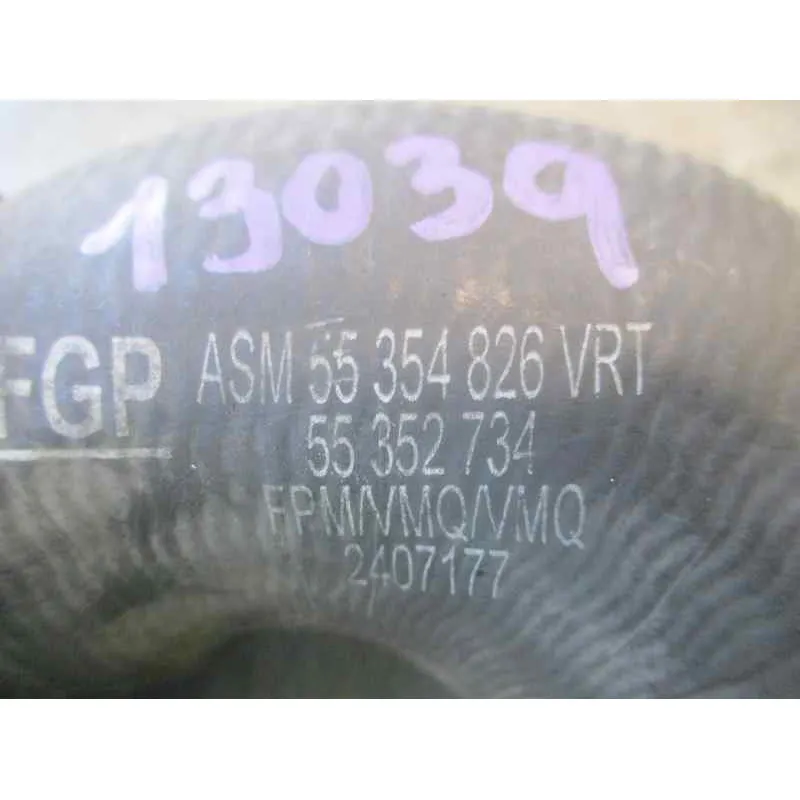 13039
FGP ASM 55 354 826 VRT
55 352 734
FPM/VMQ/VMQ
2407177